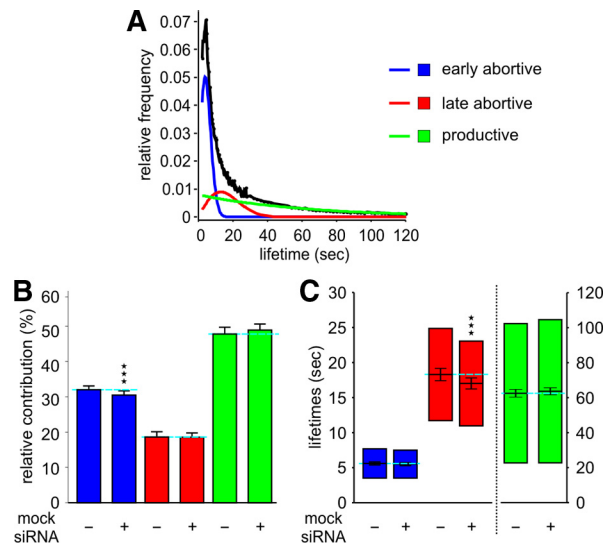 A
relative frequency
0.07
0.06
0.05
0.04
0.03
0.02
0.01
0
0 20 40 60 80 100 120
lifetime (sec)
early abortive
late abortive
productive
B
relative contribution (%)
60
50
40
30
20
10
0
***
mock siRNA
− + − + − +
C
lifetimes (sec)
30
25
20
15
10
5
0
***
120
100
80
60
40
20
0
mock siRNA
− + − + − +